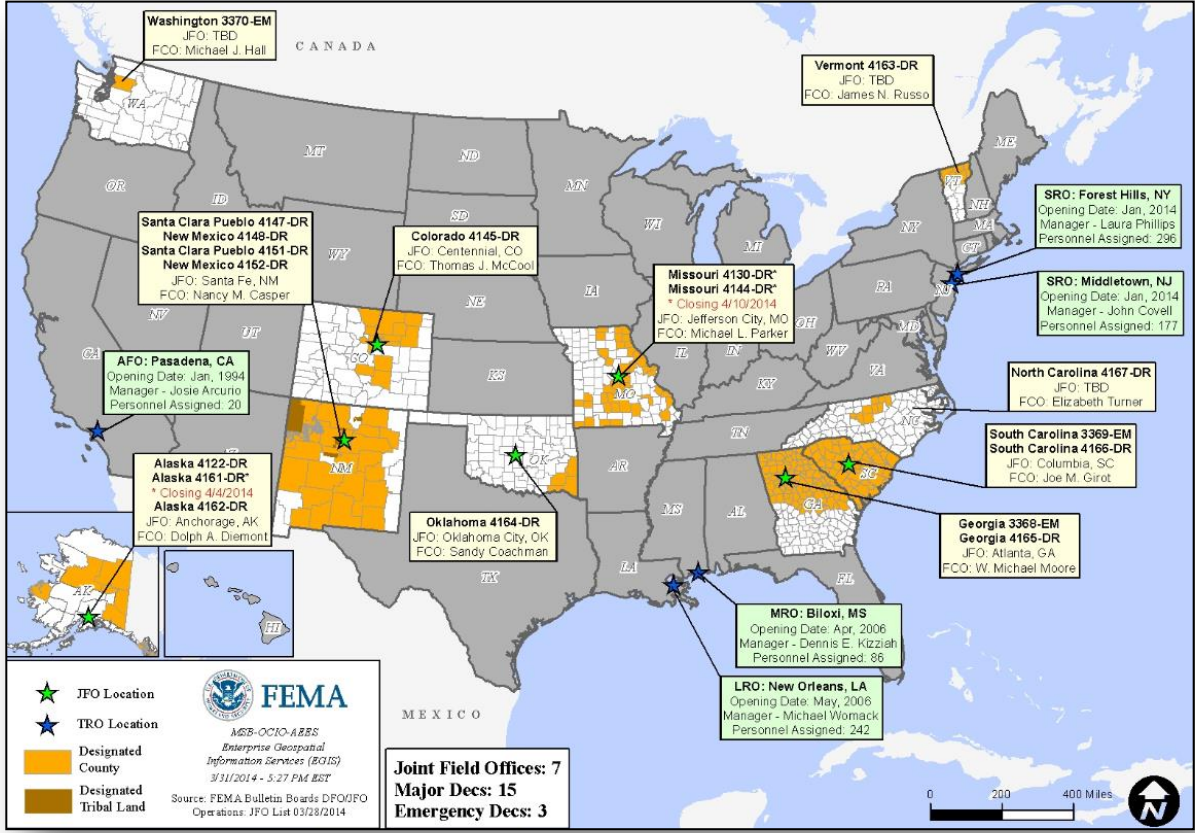 Washington 3370-EM
JFO: TBD
FCO: Michael J. Hall
CANADA
Vermont 4163-DR
JFO: TBD
FCO: James N. Russo
WA
MT
ND
MN
ME
OR
ID
SD
WI
MI
VT
NH
NY
MA
CT
SRO: Forest Hills, NY
Opening Date: Jan, 2014
Manager - Laura Phillips
Personnel Assigned: 296
Santa Clara Pueblo 4147-DR
New Mexico 4148-DR
Santa Clara Pueblo 4151-DR
New Mexico 4152-DR
JFO: Santa Fe, NM
FCO: Nancy M. Casper
Colorado 4145-DR
JFO: Centennial, CO
FCO: Thomas J. McCool
WY
NE
IA
Missouri 4130-DR*
Missouri 4144-DR*
* Closing 4/10/2014
JFO: Jefferson City, MO
FCO: Michael L. Parker
PA
NJ
SRO: Middletown, NJ
Opening Date: Jan, 2014
Manager - John Covell
Personnel Assigned: 177
NV
UT
CA
CO
KS
MO
IL
IN
OH
WV
MD
VA
KY
AFO: Pasadena, CA
Opening Date: Jan, 1994
Manager - Josie Arcurio
Personnel Assigned: 20
North Carolina 4167-DR
JFO: TBD
FCO: Elizabeth Turner
NC
TN
NM
OK
AR
SC
South Carolina 3369-EM
South Carolina 4166-DR
JFO: Columbia, SC
FCO: Joe M. Girot
Alaska 4122-DR
Alaska 4161-DR*
* Closing 4/4/2014
Alaska 4162-DR
JFO: Anchorage, AK
FCO: Dolph A. Diemont
Oklahoma 4164-DR
JFO: Oklahoma City, OK
FCO: Sandy Coachman
MS
AL
GA
Georgia 3368-EM
Georgia 4165-DR
JFO: Atlanta, GA
FCO: W. Michael Moore
TX
LA
FL
AK
HI
MRO: Biloxi, MS
Opening Date: Apr, 2006
Manager - Dennis E. Kizziah
Personnel Assigned: 86
LRO: New Orleans, LA
Opening Date: May, 2006
Manager - Michael Womack
Personnel Assigned: 242
MEXICO
JFO Location
TRO Location
Designated
County
Designated
Tribal Land
FEMA
MSB-OCIO-AEES
Enterprise Geospatial
Information Services (EGIS)
3/31/2014 - 5:27 PM EST
Source: FEMA Bulletin Boards DFO/JFO
Operations: JFO List 03/28/2014
Joint Field Offices: 7
Major Decs: 15
Emergency Decs: 3
0 200 400 Miles
N